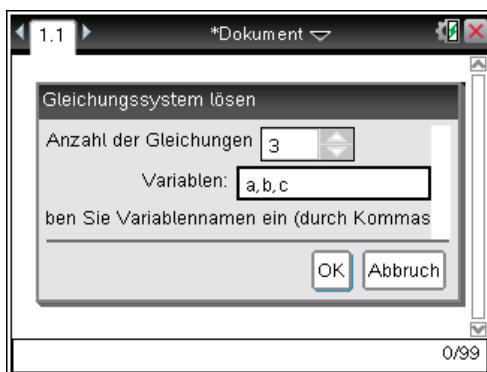 1.1
*Dokument
Gleichungssystem lösen
Anzahl der Gleichungen 3
Variablen: a,b,c
ben Sie Variablennamen ein (durch Kommas
OK Abbruch
0/99